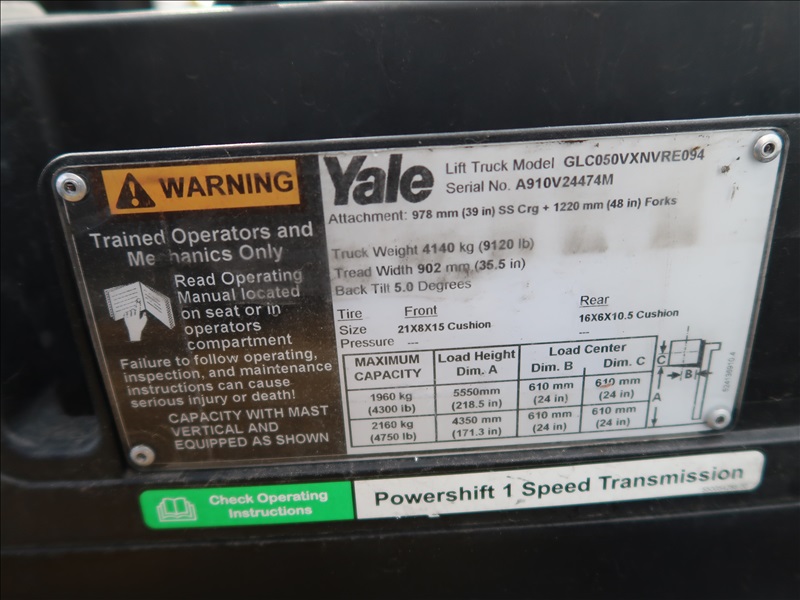 WARNING
Trained Operators and
Mechanics Only
Read Operating
Manual located
on seat or in
operators
compartment
Failure to follow operating,
inspection, and maintenance
instructions can cause
serious injury or death!
CAPACITY WITH MAST
VERTICAL AND
EQUIPPED AS SHOWN
Yale
Lift Truck Model GLC050VXNVRE094
Serial No. A910V24474M
Attachment: 978 mm (39 in) SS Crg + 1220 mm (48 in) Forks
Truck Weight 4140 kg (9120 lb)
Tread Width 902 mm (35.5 in)
Back Tilt 5.0 Degrees
Tire Front Rear
Size 21X8X15 Cushion 16X6X10.5 Cushion
Pressure --- ---
MAXIMUM CAPACITY Load Height Dim. A Load Center Dim. B Dim. C
1960 kg (4300 lb) 5550mm (218.5 in) 610 mm (24 in) 610 mm (24 in)
2160 kg (4750 lb) 4350 mm (171.3 in) 610 mm (24 in) 610 mm (24 in)
C B A
Check Operating
Instructions
Powershift 1 Speed Transmission